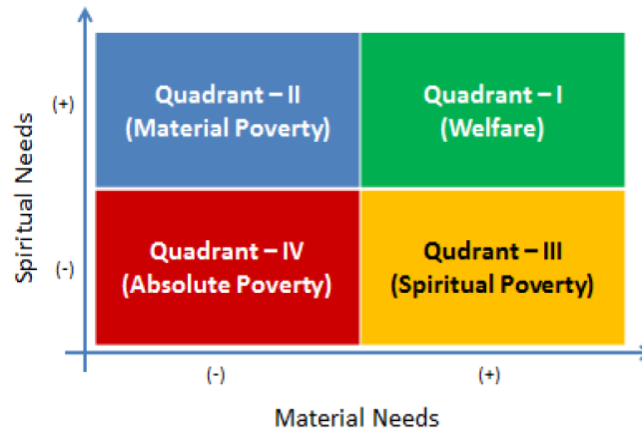 Spiritual Needs
(+)
Quadrant – II
(Material Poverty)
Quadrant – I
(Welfare)
(-)
Quadrant – IV
(Absolute Poverty)
Qudrant – III
(Spiritual Poverty)
(-)
(+)
Material Needs